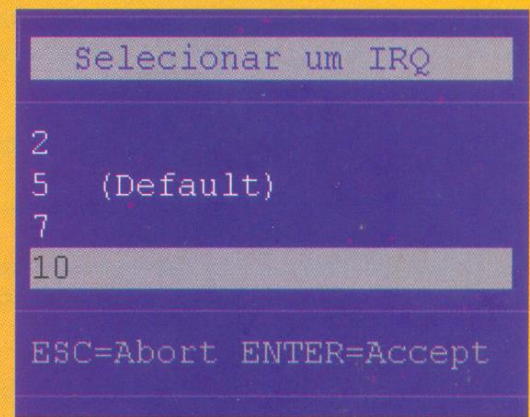 Selecionar um IRQ
2
5 (Default)
7
10
ESC=Abort ENTER=Accept